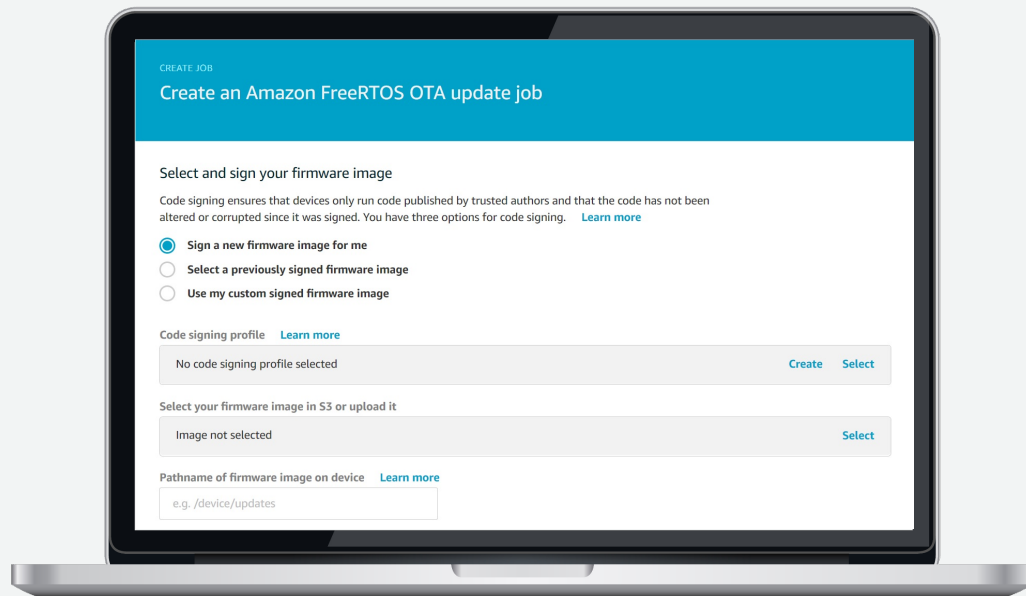 CREATE JOB
Create an Amazon FreeRTOS OTA update job
Select and sign your firmware image
Code signing ensures that devices only run code published by trusted authors and that the code has not been
altered or corrupted since it was signed. You have three options for code signing. Learn more
Sign a new firmware image for me
Select a previously signed firmware image
Use my custom signed firmware image
Code signing profile Learn more
No code signing profile selected Create Select
Select your firmware image in S3 or upload it
Image not selected Select
Pathname of firmware image on device Learn more
e.g. /device/updates